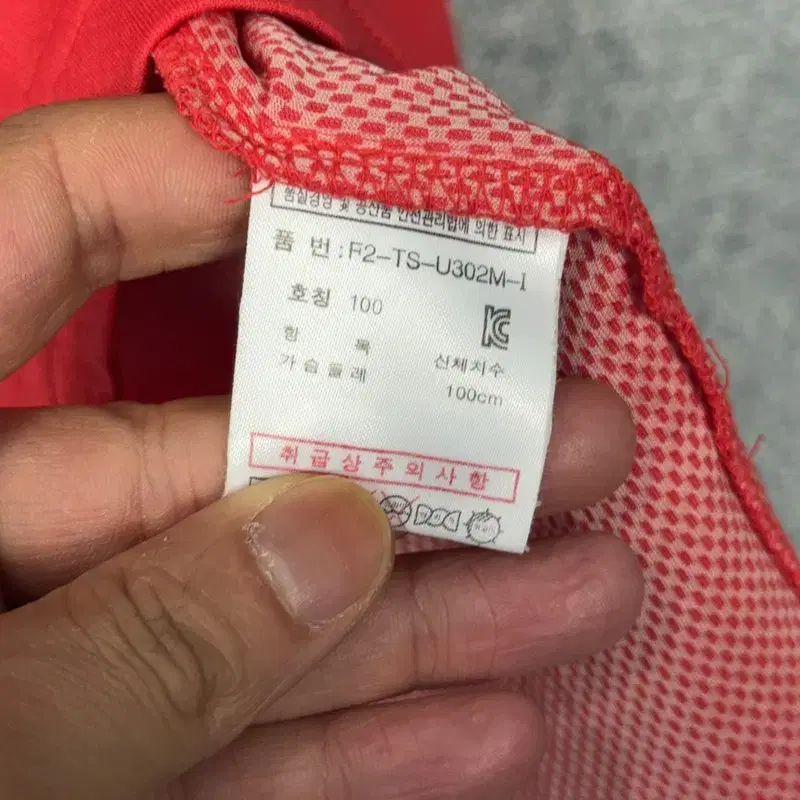 품질경영 및 공산품 안전관리법에 의한 표시
품 번 : F2-TS-U302M-I
호칭 100
항 목 신체치수
가슴둘레 100cm
취급상주의사항